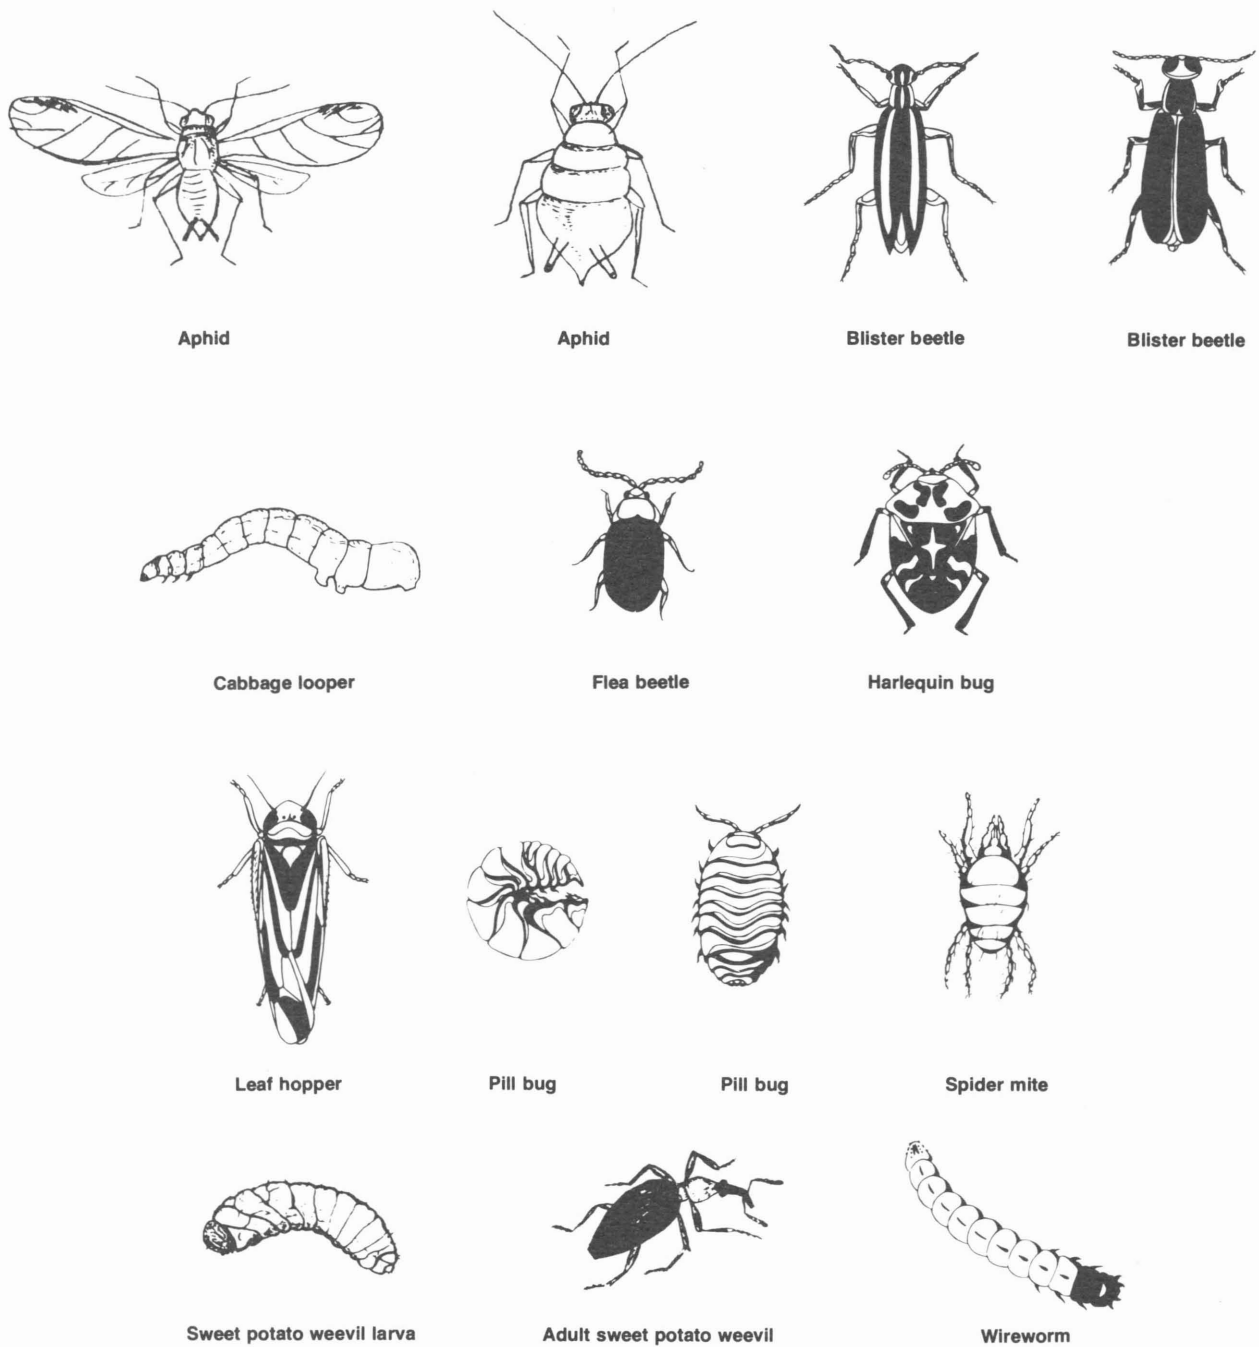 Aphid
Aphid
Blister beetle
Blister beetle
Cabbage looper
Flea beetle
Harlequin bug
Leaf hopper
Pill bug
Pill bug
Spider mite
Sweet potato weevil larva
Adult sweet potato weevil
Wireworm